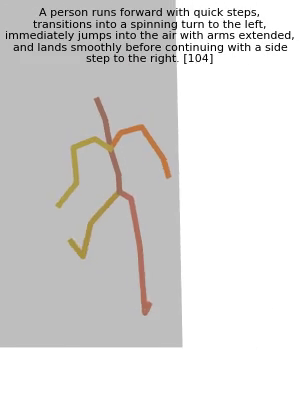 A person runs forward with quick steps,
transitions into a spinning turn to the left,
immediately jumps into the air with arms extended,
and lands smoothly before continuing with a side
step to the right. [104]